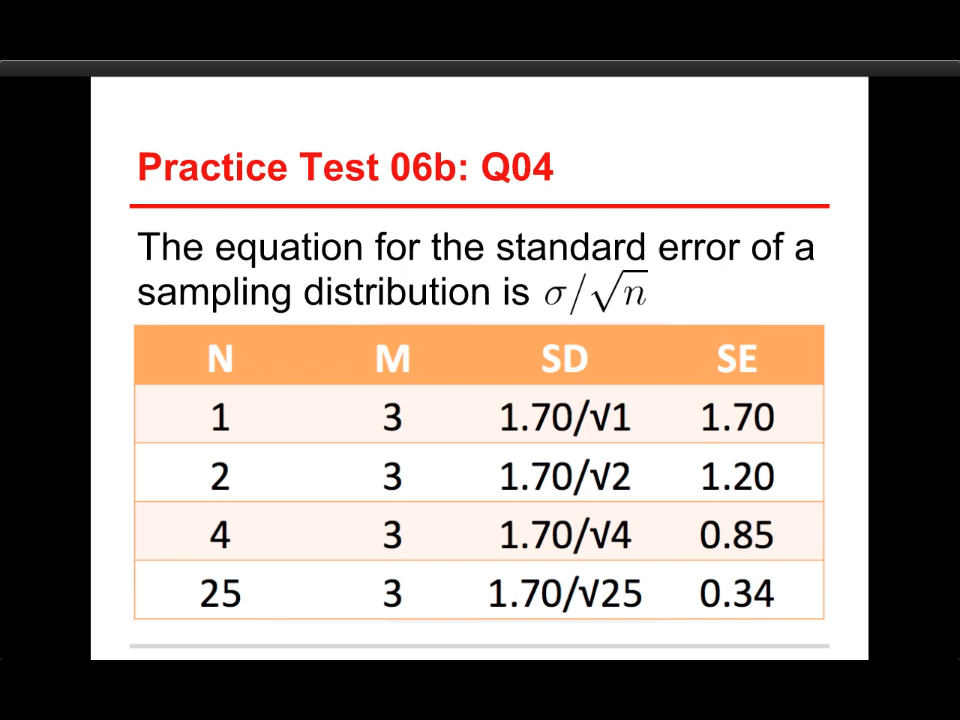 Practice Test 06b: Q04
The equation for the standard error of a
sampling distribution is σ/√n
N M SD SE
1 3 1.70/√1 1.70
2 3 1.70/√2 1.20
4 3 1.70/√4 0.85
25 3 1.70/√25 0.34